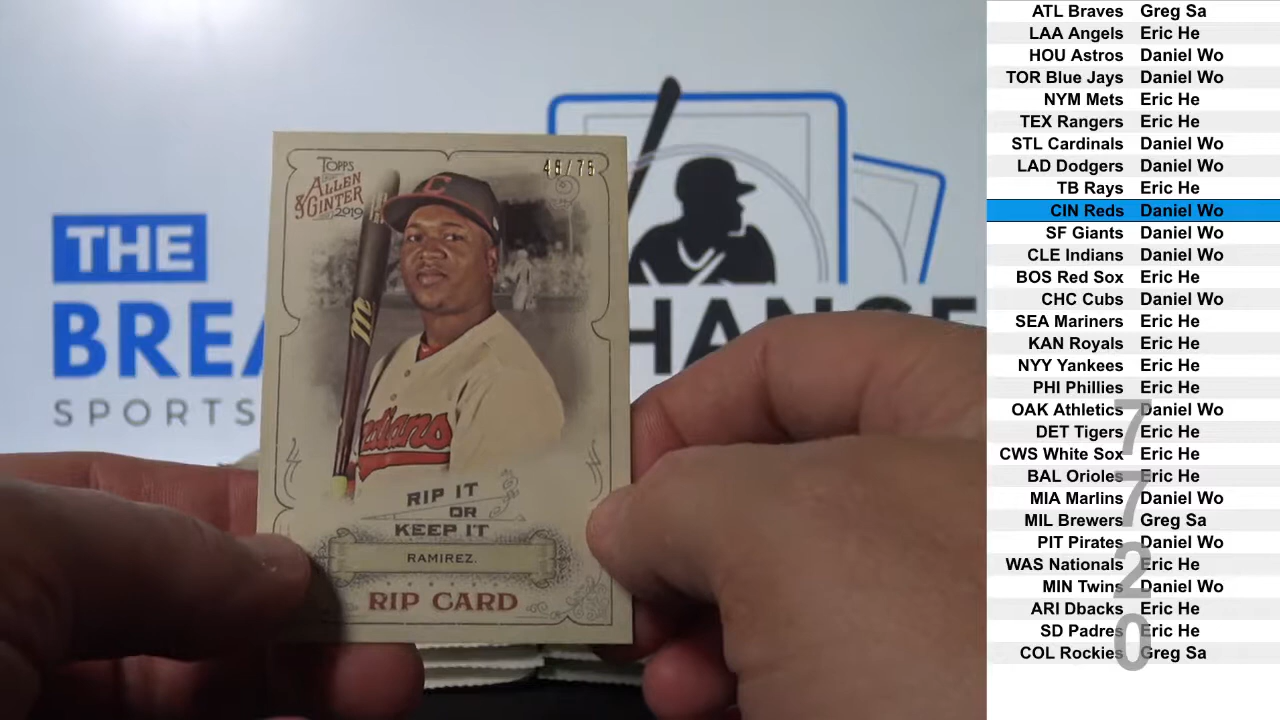 TOPPS
ALLEN
& GINTER
2019
46/75
C
Indians
RIP IT
OR
KEEP IT
RAMIREZ.
RIP CARD
THE
BREA
SPORTS
HANGE
ATL Braves Greg Sa
LAA Angels Eric He
HOU Astros Daniel Wo
TOR Blue Jays Daniel Wo
NYM Mets Eric He
TEX Rangers Eric He
STL Cardinals Daniel Wo
LAD Dodgers Daniel Wo
TB Rays Eric He
CIN Reds Daniel Wo
SF Giants Daniel Wo
CLE Indians Daniel Wo
BOS Red Sox Eric He
CHC Cubs Daniel Wo
SEA Mariners Eric He
KAN Royals Eric He
NYY Yankees Eric He
PHI Phillies Eric He
OAK Athletics Daniel Wo
DET Tigers Eric He
CWS White Sox Eric He
BAL Orioles Eric He
MIA Marlins Daniel Wo
MIL Brewers Greg Sa
PIT Pirates Daniel Wo
WAS Nationals Eric He
MIN Twins Daniel Wo
ARI Dbacks Eric He
SD Padres Eric He
COL Rockies Greg Sa
7
7
2
0